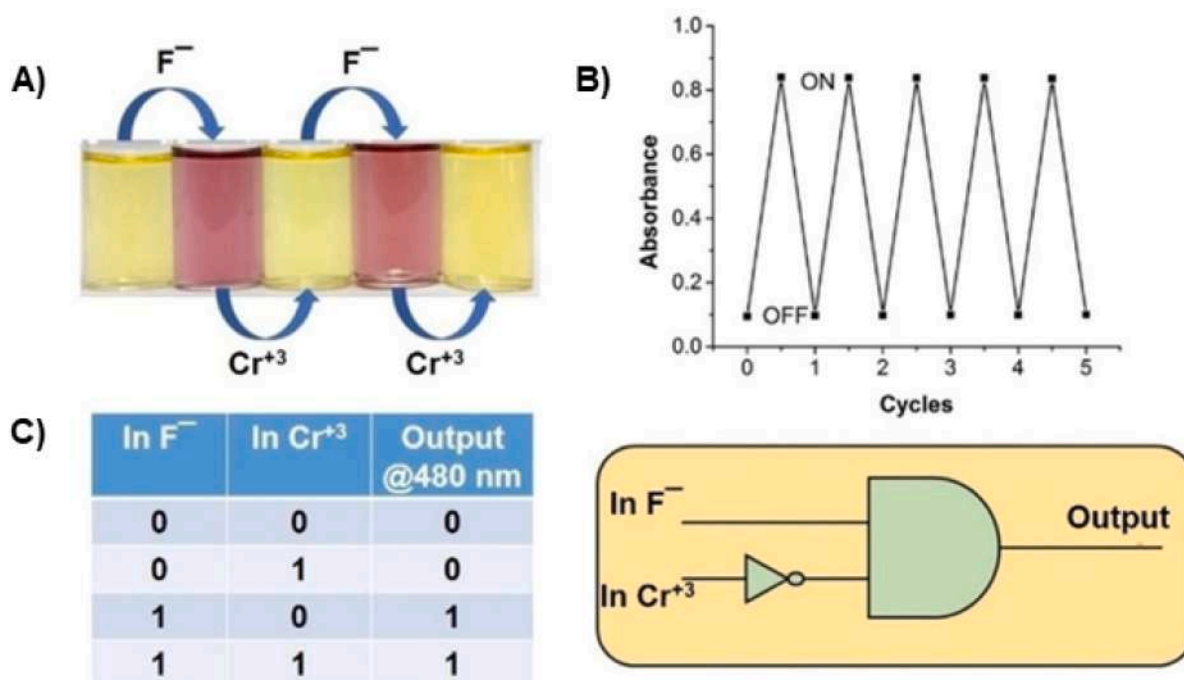 A)
F⁻
F⁻
Cr⁺³
Cr⁺³
B)
1.0
0.8
0.6
0.4
0.2
0.0
Absorbance
ON
OFF
0
1
2
3
4
5
Cycles
C)
In F⁻ In Cr⁺³ Output
@480 nm
0 0 0
0 1 0
1 0 1
1 1 1
In F⁻
In Cr⁺³
Output